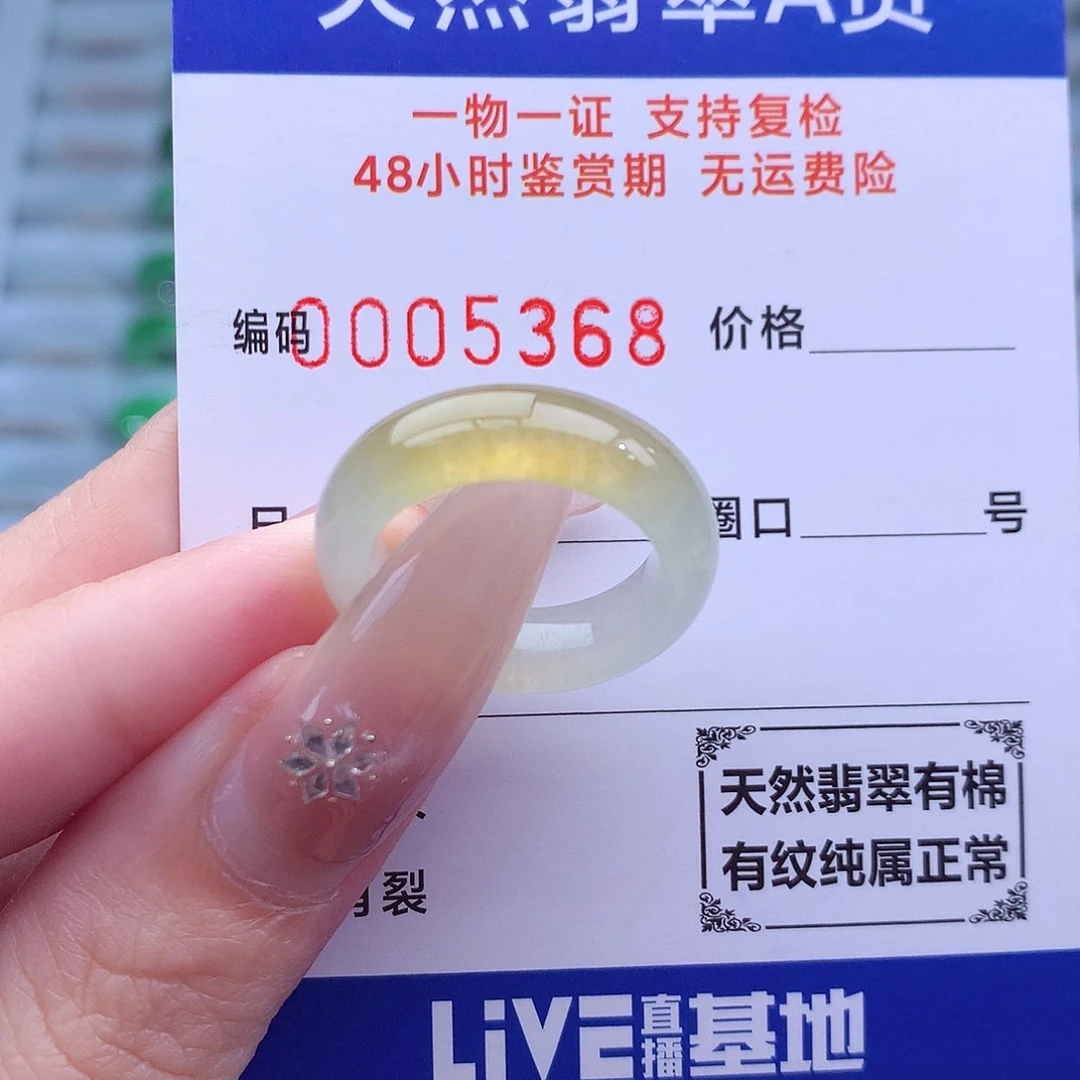 天然翡翠A货
一物一证 支持复检
48小时鉴赏期 无运费险
编码0005368 价格
圈口 号
天然翡翠有棉
有纹纯属正常
裂
LiVE直播基地